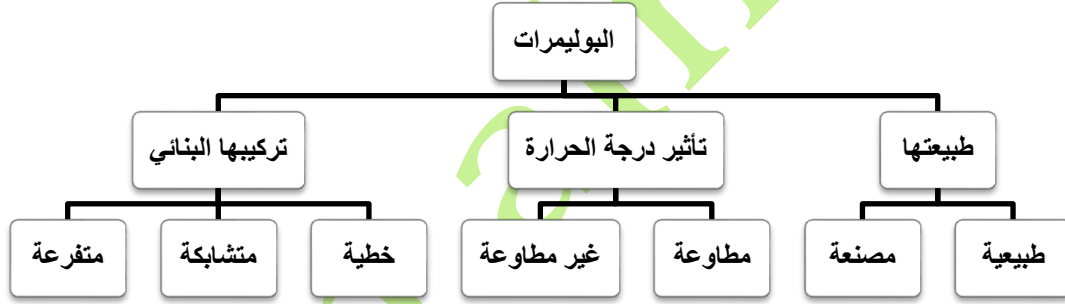 البوليمرات
طبيعتها
تأثير درجة الحرارة
تركيبها البنائي
طبيعية
مصنعة
مطاوعة
غير مطاوعة
خطية
متشابكة
متفرعة